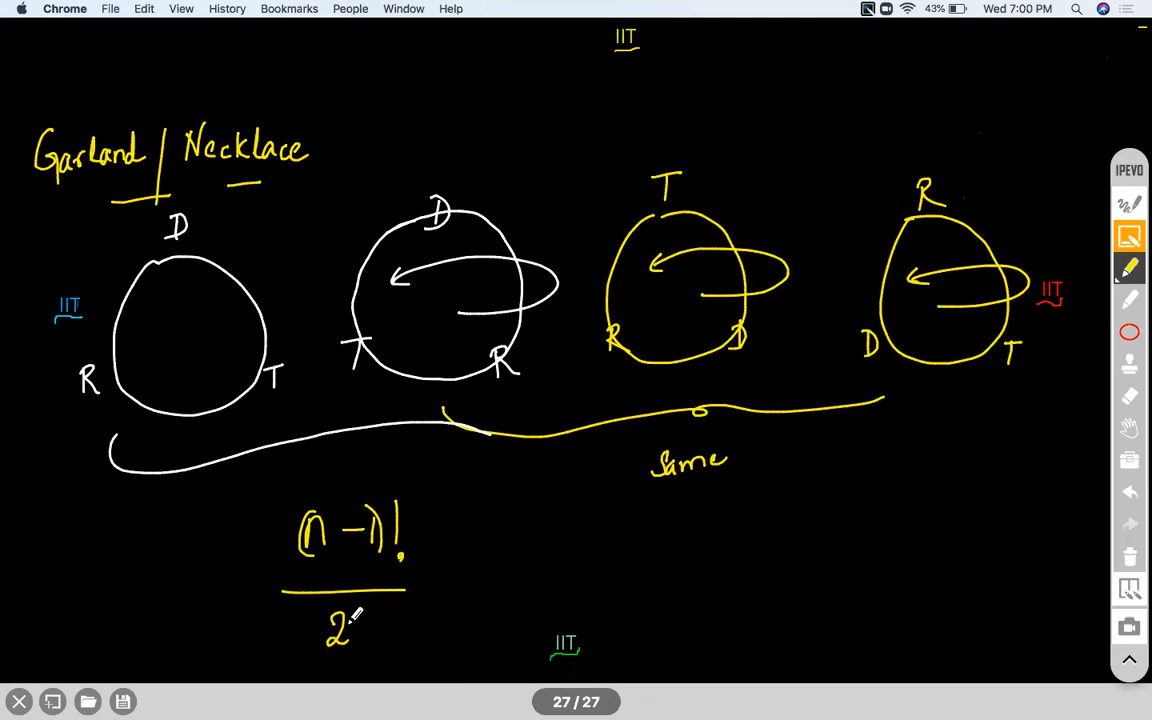 Chrome File Edit View History Bookmarks People Window Help 43% Wed 7:00 PM
IIT
Garland / Necklace
IPEVO
D D T R
IIT IIT
R T T R R D D T
Same
(n-1)!
2
IIT
27 / 27